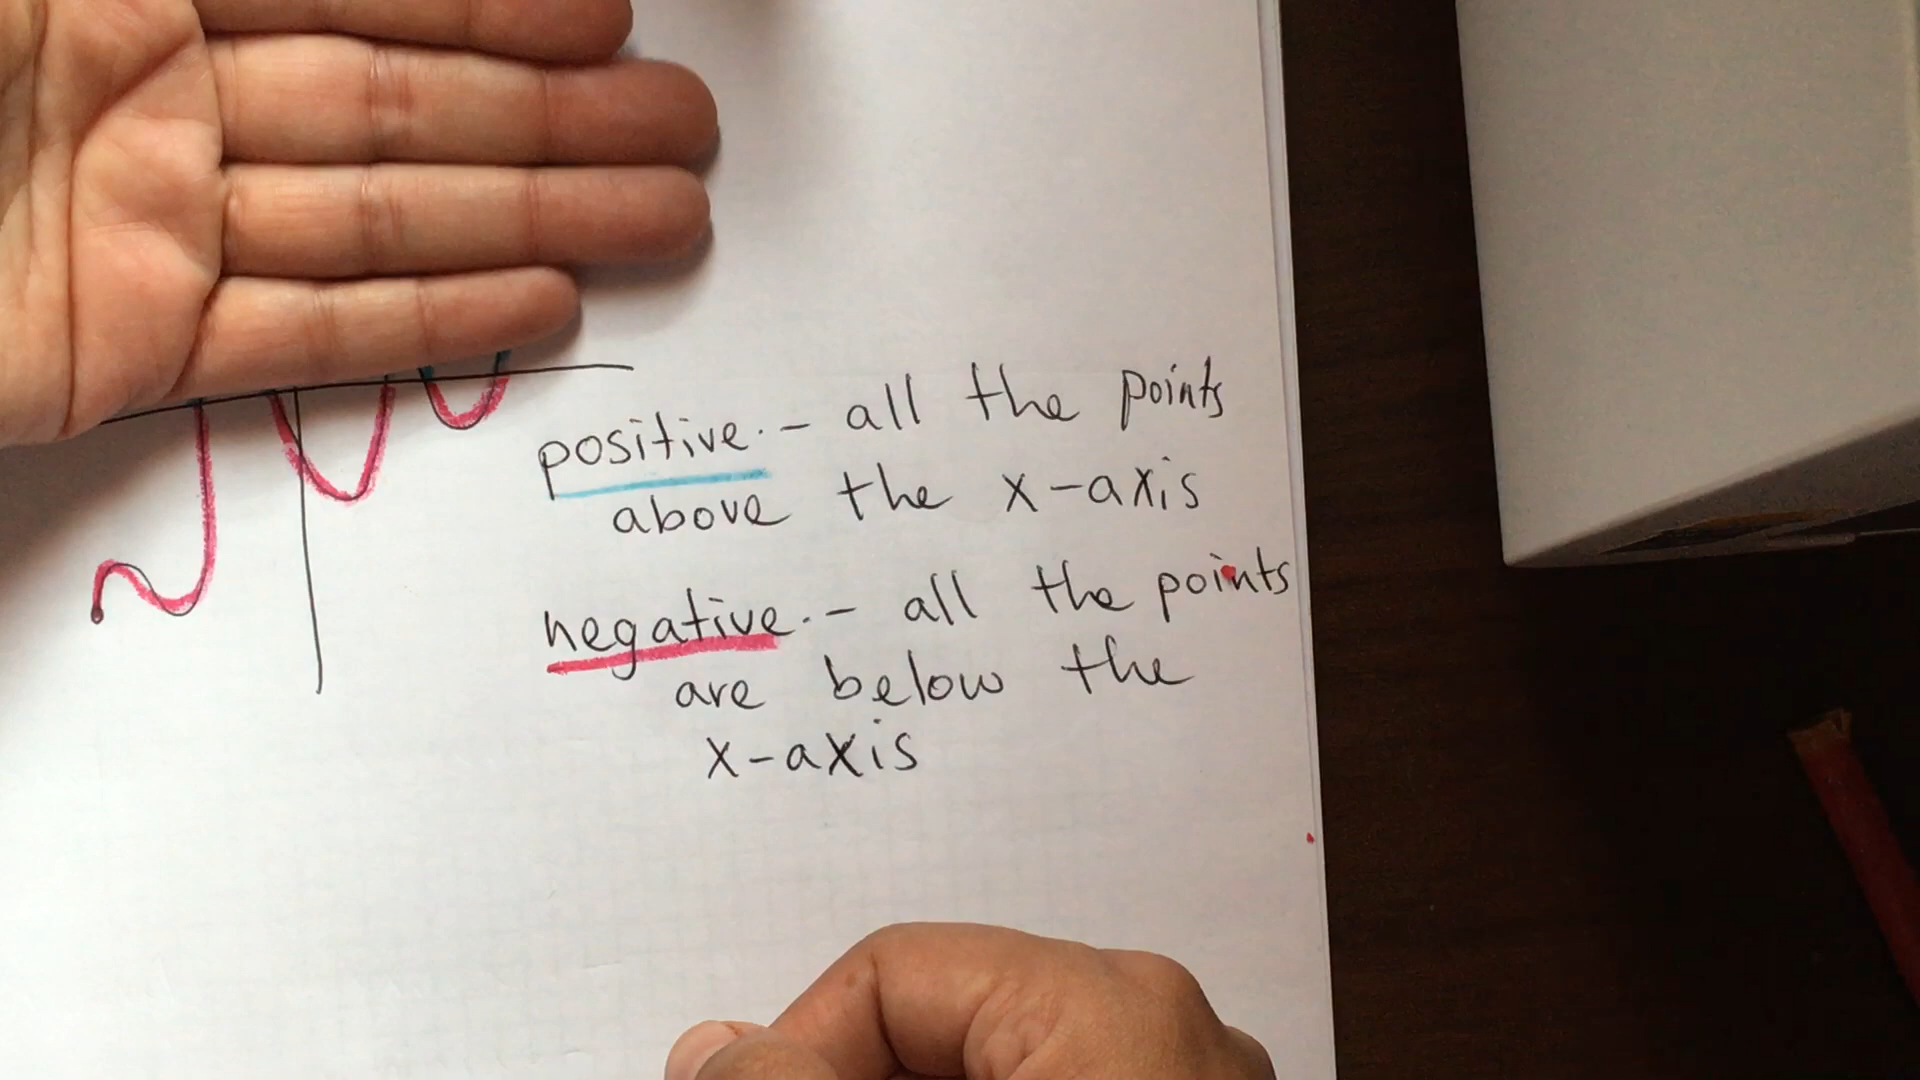 positive. - all the points
above the x-axis
negative. - all the points
are below the
x-axis